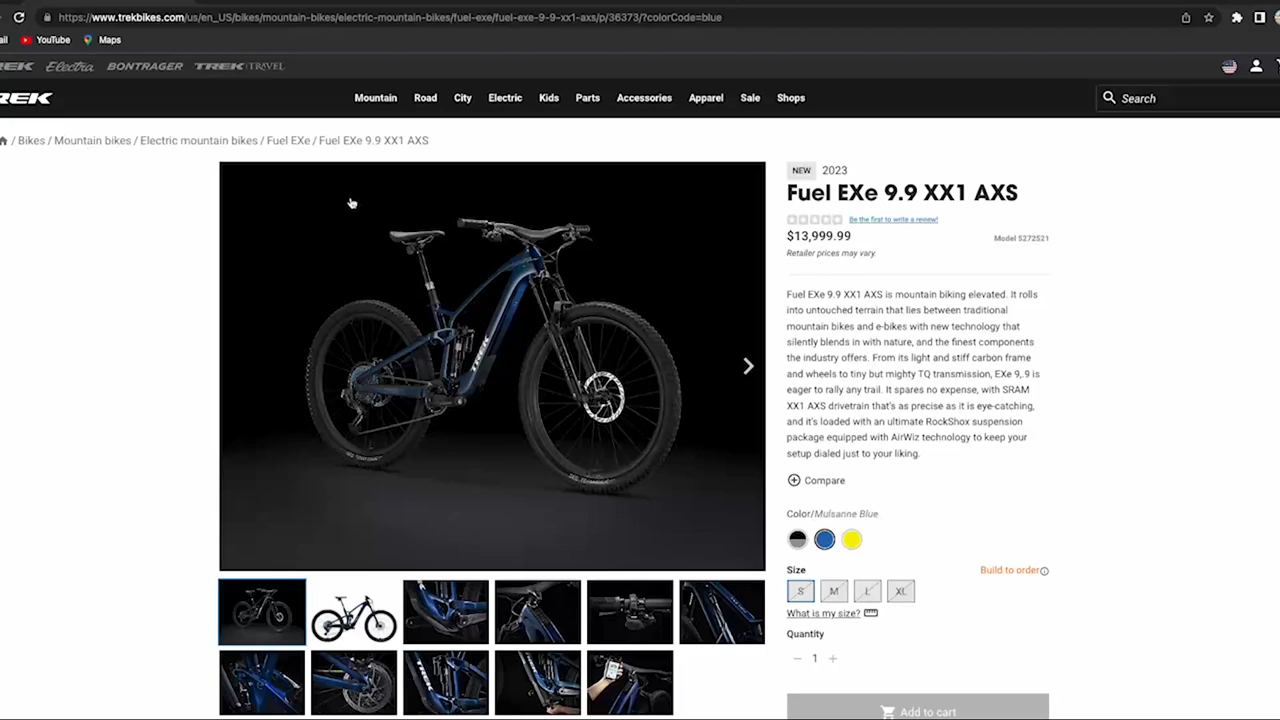 https://www.trekbikes.com/us/en_US/bikes/mountain-bikes/electric-mountain-bikes/fuel-exe/fuel-exe-9-9-xx1-axs/p/36373/?colorCode=blue
ail YouTube Maps
REK Electra BONTRAGER TREK TRAVEL
REK Mountain Road City Electric Kids Parts Accessories Apparel Sale Shops Search
/ Bikes / Mountain bikes / Electric mountain bikes / Fuel EXe / Fuel EXe 9.9 XX1 AXS
NEW 2023
Fuel EXe 9.9 XX1 AXS
Be the first to write a review!
$13,999.99 Model 5272521
Retailer prices may vary.
Fuel EXe 9.9 XX1 AXS is mountain biking elevated. It rolls
into untouched terrain that lies between traditional
mountain bikes and e-bikes with new technology that
silently blends in with nature, and the finest components
the industry offers. From its light and stiff carbon frame
and wheels to tiny but mighty TQ transmission, EXe 9,.9 is
eager to rally any trail. It spares no expense, with SRAM
XX1 AXS drivetrain that's as precise as it is eye-catching,
and it's loaded with an ultimate RockShox suspension
package equipped with AirWiz technology to keep your
setup dialed just to your liking.
Compare
Color/Mulsanne Blue
Size Build to order
S M L XL
What is my size?
Quantity
1
Add to cart
TREK